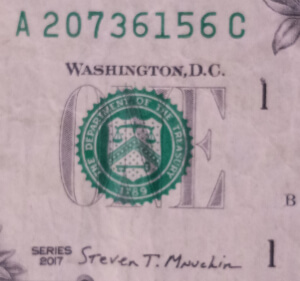 A 20736156 C
WASHINGTON, D.C.
1
ONE
THE DEPARTMENT OF THE TREASURY
1789
B
SERIES
2017
Steven T. Mnuchin
1